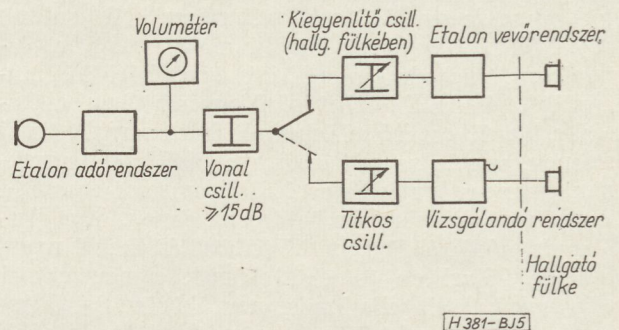 Voluméter
Kiegyenlítő csill.
(hallg. fülkében)
Etalon vevőrendszer
Etalon adórendszer
Vonal
csill.
⩾15dB
Titkos
csill.
Vizsgálandó rendszer
Hallgató
fülke
H 381-BJ5